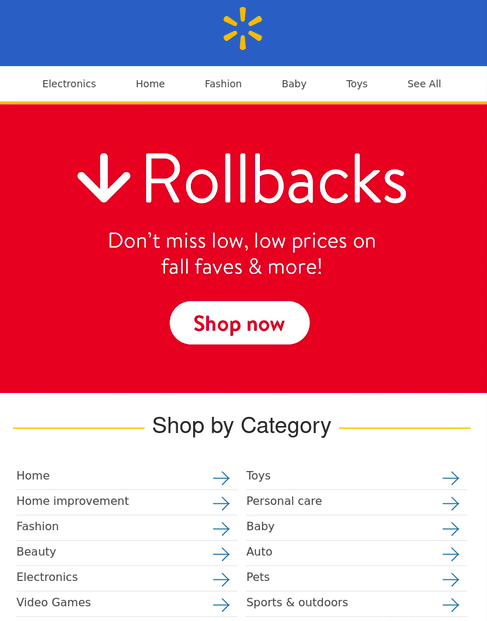 Electronics Home Fashion Baby Toys See All
Rollbacks
Don’t miss low, low prices on
fall faves & more!
Shop now
Shop by Category
Home
Home improvement
Fashion
Beauty
Electronics
Video Games
Toys
Personal care
Baby
Auto
Pets
Sports & outdoors